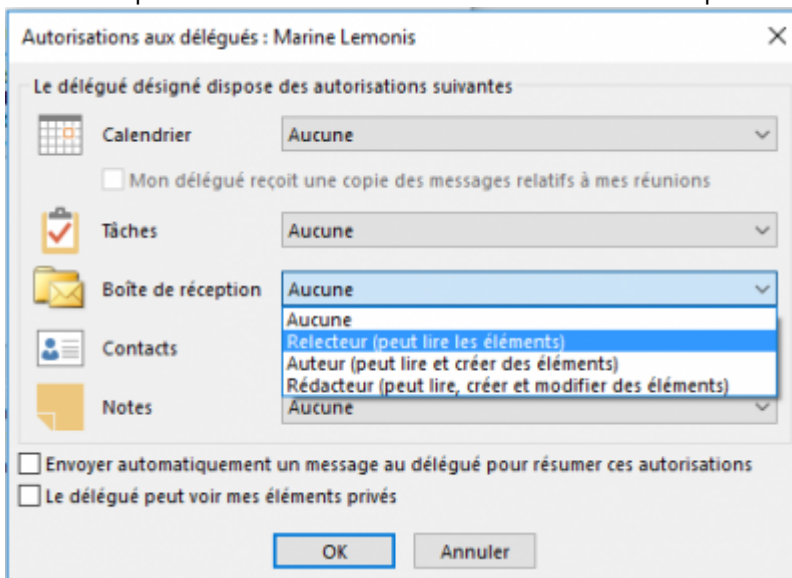 Autorisations aux délégués : Marine Lemonis
Le délégué désigné dispose des autorisations suivantes
Calendrier Aucune
Mon délégué reçoit une copie des messages relatifs à mes réunions
Tâches Aucune
Boîte de réception Aucune
Aucune
Relecteur (peut lire les éléments)
Contacts
Auteur (peut lire et créer des éléments)
Rédacteur (peut lire, créer et modifier des éléments)
Notes Aucune
Envoyer automatiquement un message au délégué pour résumer ces autorisations
Le délégué peut voir mes éléments privés
OK Annuler